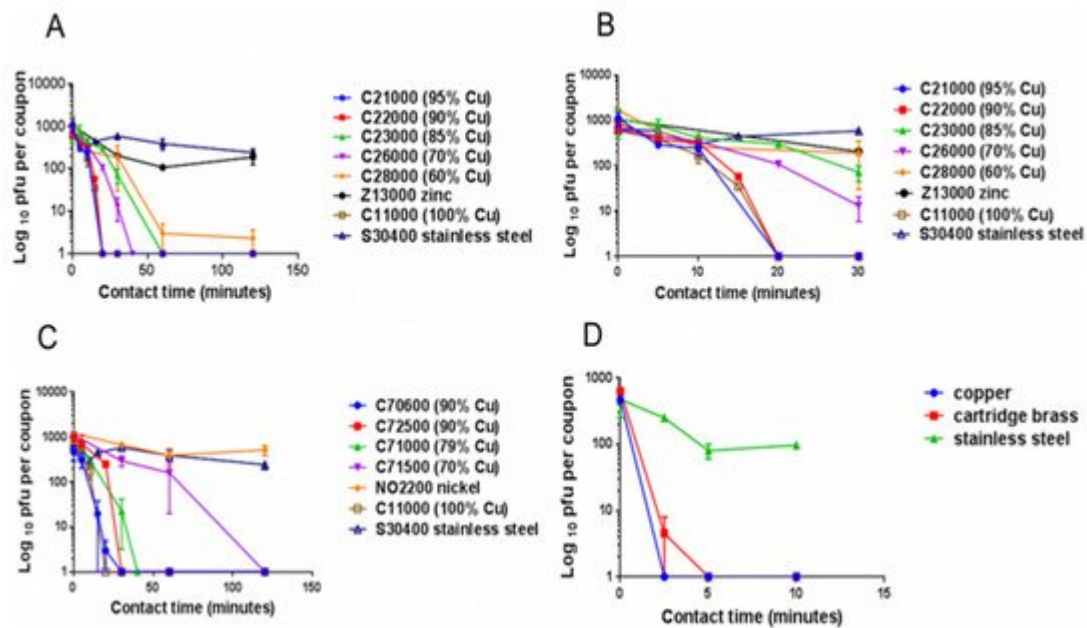 A
Log 10 pfu per coupon
10000
1000
100
10
1
0
50
100
150
Contact time (minutes)
C21000 (95% Cu)
C22000 (90% Cu)
C23000 (85% Cu)
C26000 (70% Cu)
C28000 (60% Cu)
Z13000 zinc
C11000 (100% Cu)
S30400 stainless steel
B
Log 10 pfu per coupon
10000
1000
100
10
1
0
10
20
30
Contact time (minutes)
C21000 (95% Cu)
C22000 (90% Cu)
C23000 (85% Cu)
C26000 (70% Cu)
C28000 (60% Cu)
Z13000 zinc
C11000 (100% Cu)
S30400 stainless steel
C
Log 10 pfu per coupon
10000
1000
100
10
1
0
50
100
150
Contact time (minutes)
C70600 (90% Cu)
C72500 (90% Cu)
C71000 (79% Cu)
C71500 (70% Cu)
NO2200 nickel
C11000 (100% Cu)
S30400 stainless steel
D
Log 10 pfu per coupon
1000
100
10
1
0
5
10
15
Contact time (minutes)
copper
cartridge brass
stainless steel